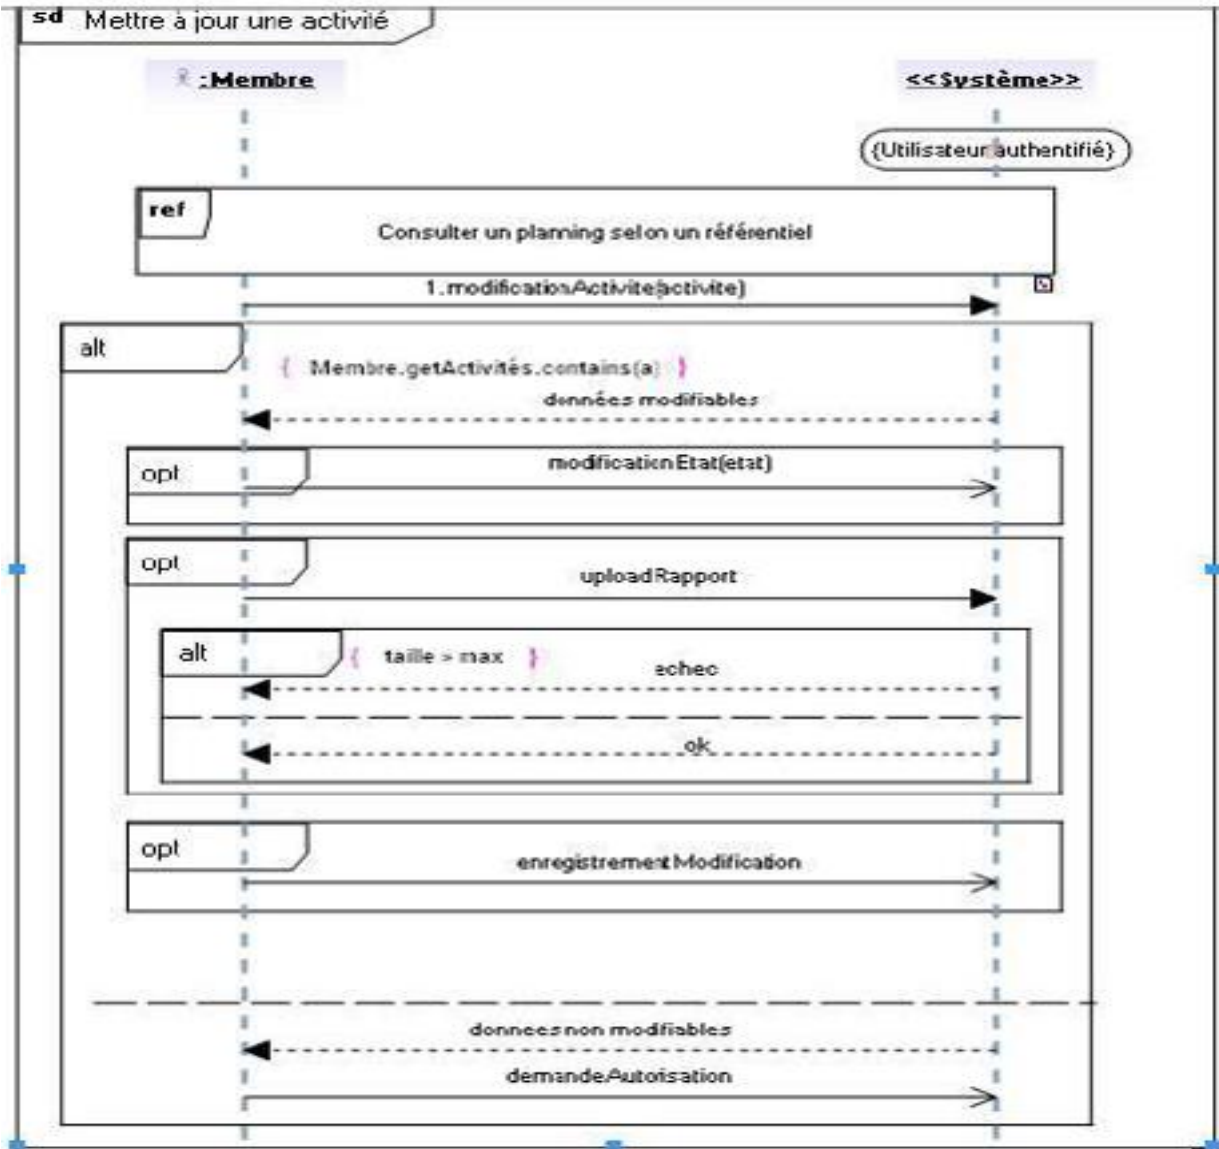 sd Mettre à jour une activité
:Membre
<<Système>>
{Utilisateur authentifié}
ref
Consulter un planning selon un référentiel
1.modificationActivite(activite)
alt
{ Membre.getActivités.contains(a) }
données modifiables
opt
modificationEtat(etat)
opt
uploadRapport
alt
{ taille > max }
echec
ok
opt
enregistrementModification
donnees non modifiables
demandeAutorisation